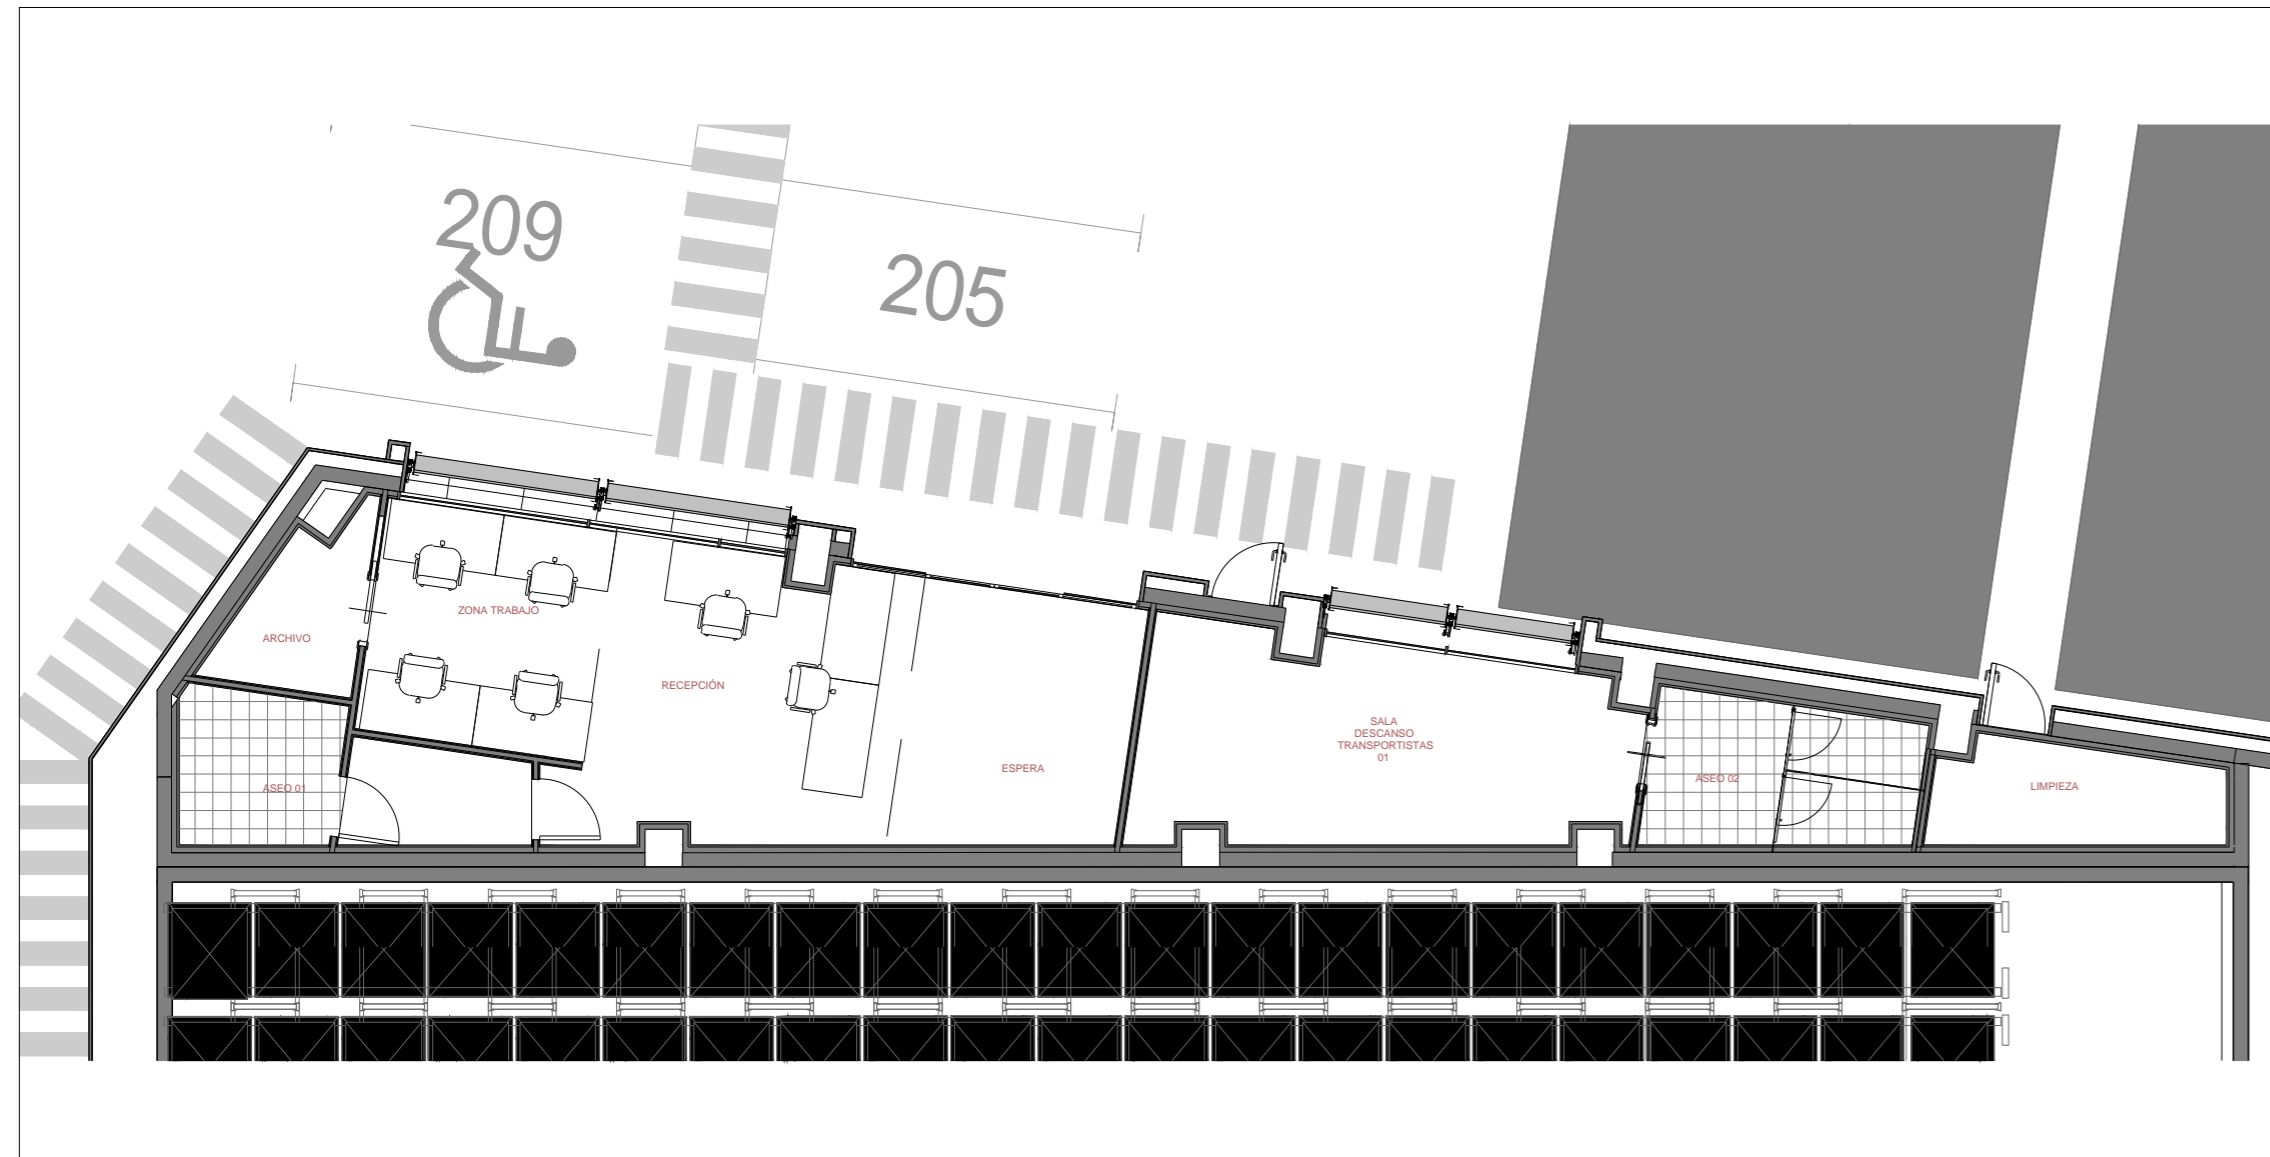 209
205
ZONA TRABAJO
ARCHIVO
RECEPCIÓN
ESPERA
ASEO 01
SALA
DESCANSO
TRANSPORTISTAS
01
ASEO 02
LIMPIEZA